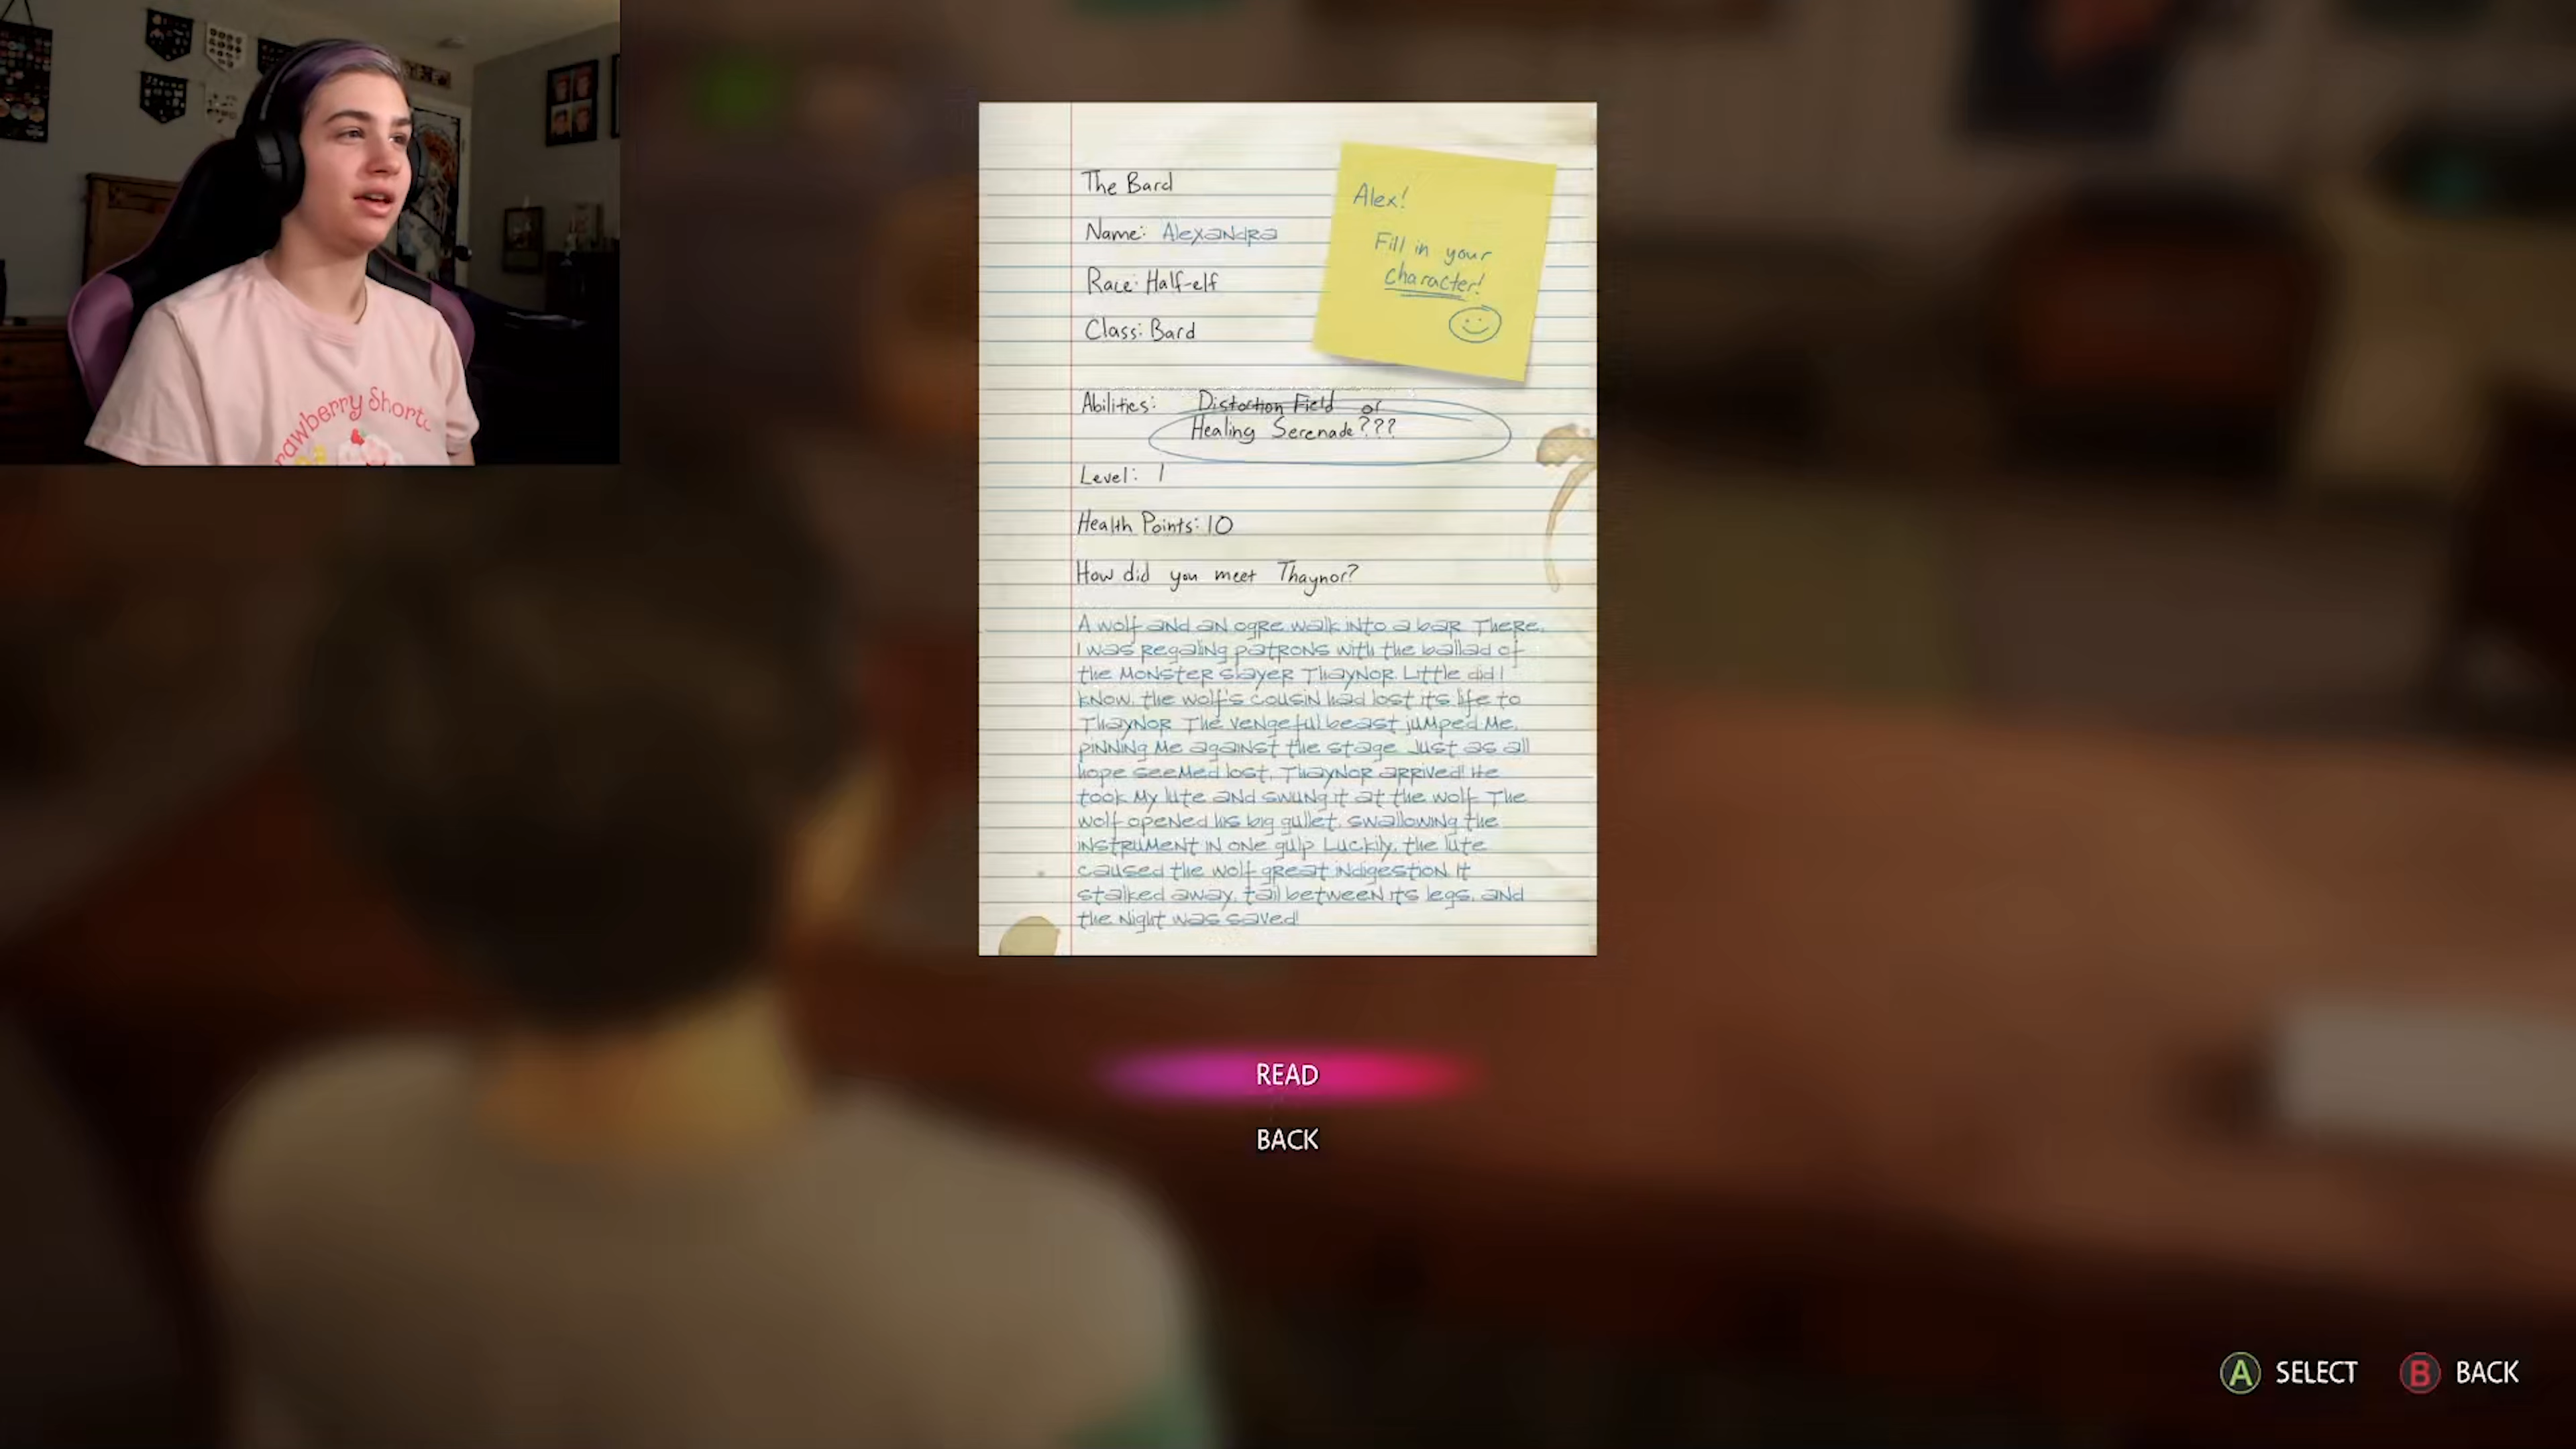 rawberry Shortc
The Bard
Name: Alexandra
Race: Half-elf
Class: Bard
Alex!
Fill in your
character!
Abilities: Distortion Field or
Healing Serenade???
Level: 1
Health Points: 10
How did you meet Thaynor?
A wolf and an ogre walk into a bar. There,
I was regaling patrons with the ballad of
the monster slayer Thaynor. Little did I
know, the wolf's cousin had lost its life to
Thaynor. The vengeful beast jumped me,
pinning me against the stage. Just as all
hope seemed lost, Thaynor arrived! He
took my lute and swung it at the wolf. The
wolf opened his big gullet, swallowing the
instrument in one gulp. Luckily, the lute
caused the wolf great indigestion. It
stalked away, tail between its legs, and
the night was saved!
READ
BACK
A SELECT B BACK